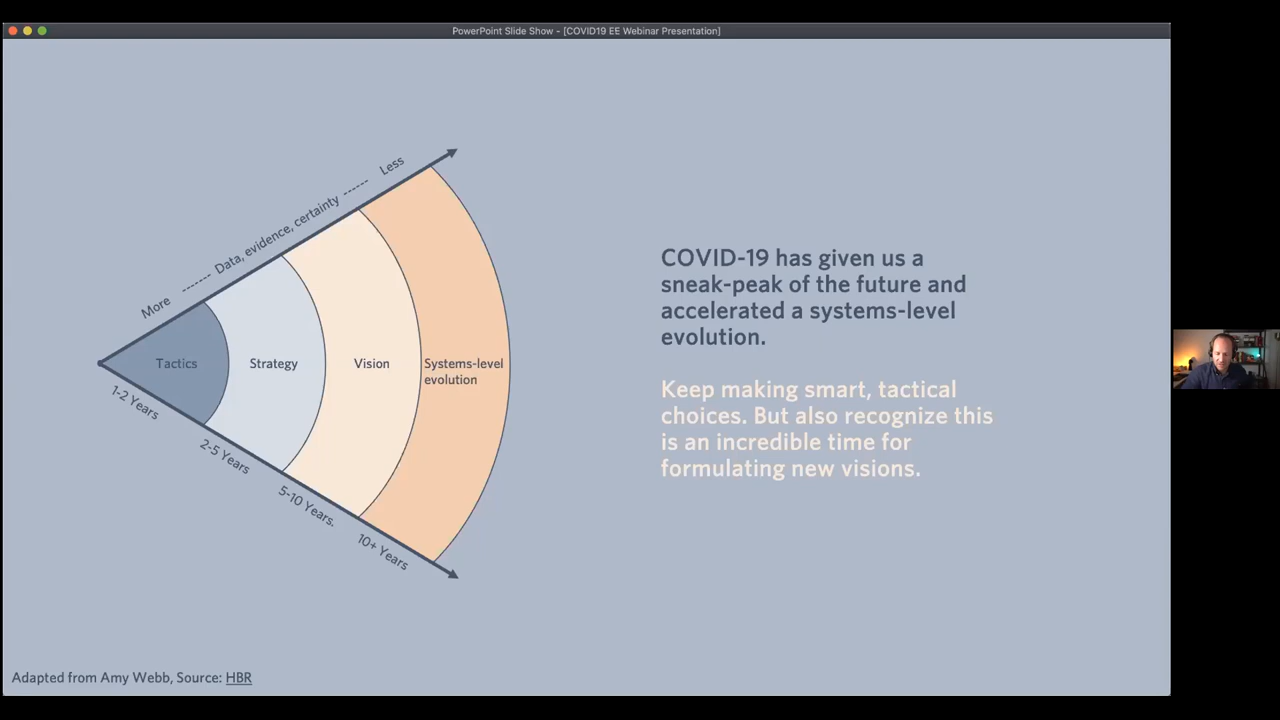 PowerPoint Slide Show - [COVID19 EE Webinar Presentation]
More ------- Data, evidence, certainty ------ Less
Tactics
Strategy
Vision
Systems-level
evolution
1-2 Years
2-5 Years
5-10 Years.
10+ Years
COVID-19 has given us a
sneak-peak of the future and
accelerated a systems-level
evolution.
Keep making smart, tactical
choices. But also recognize this
is an incredible time for
formulating new visions.
Adapted from Amy Webb, Source: HBR